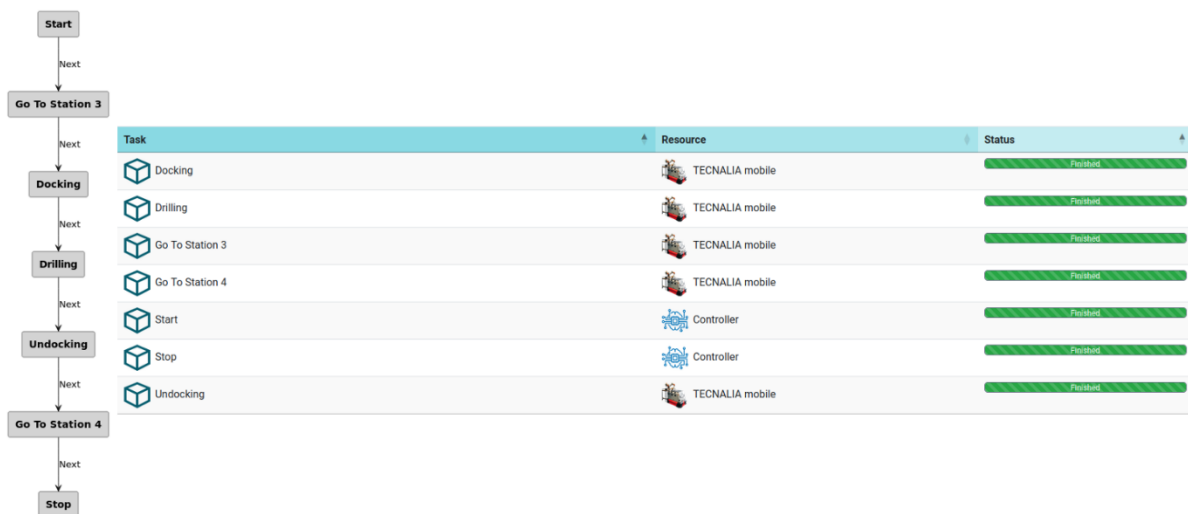 Start
Next
Go To Station 3
Next
Docking
Next
Drilling
Next
Undocking
Next
Go To Station 4
Next
Stop
Task Resource Status
Docking TECNALIA mobile Finished
Drilling TECNALIA mobile Finished
Go To Station 3 TECNALIA mobile Finished
Go To Station 4 TECNALIA mobile Finished
Start Controller Finished
Stop Controller Finished
Undocking TECNALIA mobile Finished